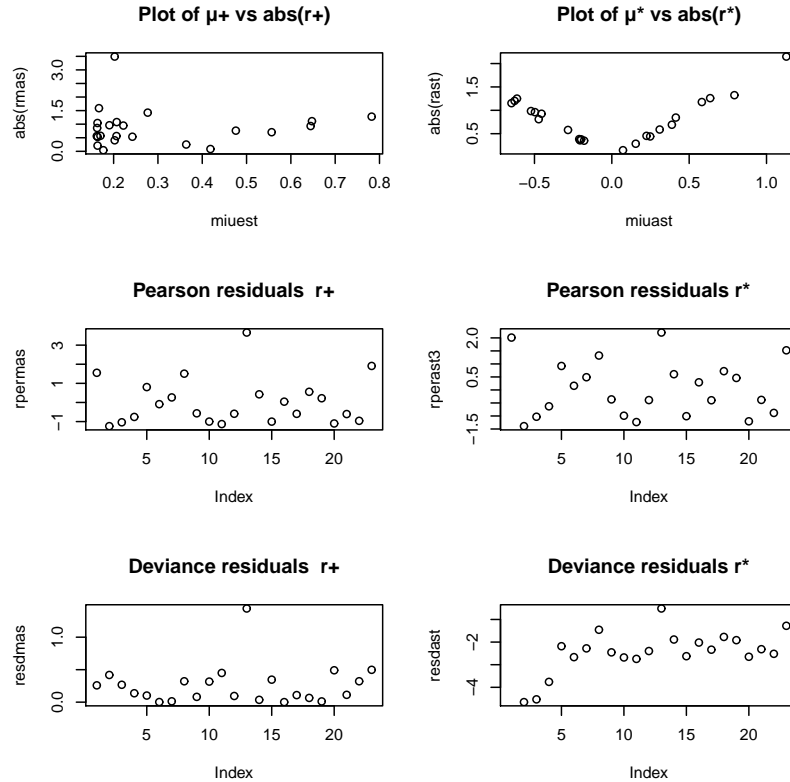 Plot of μ+ vs abs(r+)
abs(rmas)
0.0 1.5 3.0
0.2 0.3 0.4 0.5 0.6 0.7 0.8
miuest
Plot of μ* vs abs(r*)
abs(rast)
0.5 1.5
−0.5 0.0 0.5 1.0
miuast
Pearson residuals r+
rpermas
−1 1 3
5 10 15 20
Index
Pearson ressiduals r*
rperast3
−1.5 0.5 2.0
5 10 15 20
Index
Deviance residuals r+
resdmas
0.0 1.0
5 10 15 20
Index
Deviance residuals r*
resdast
−4 −2
5 10 15 20
Index